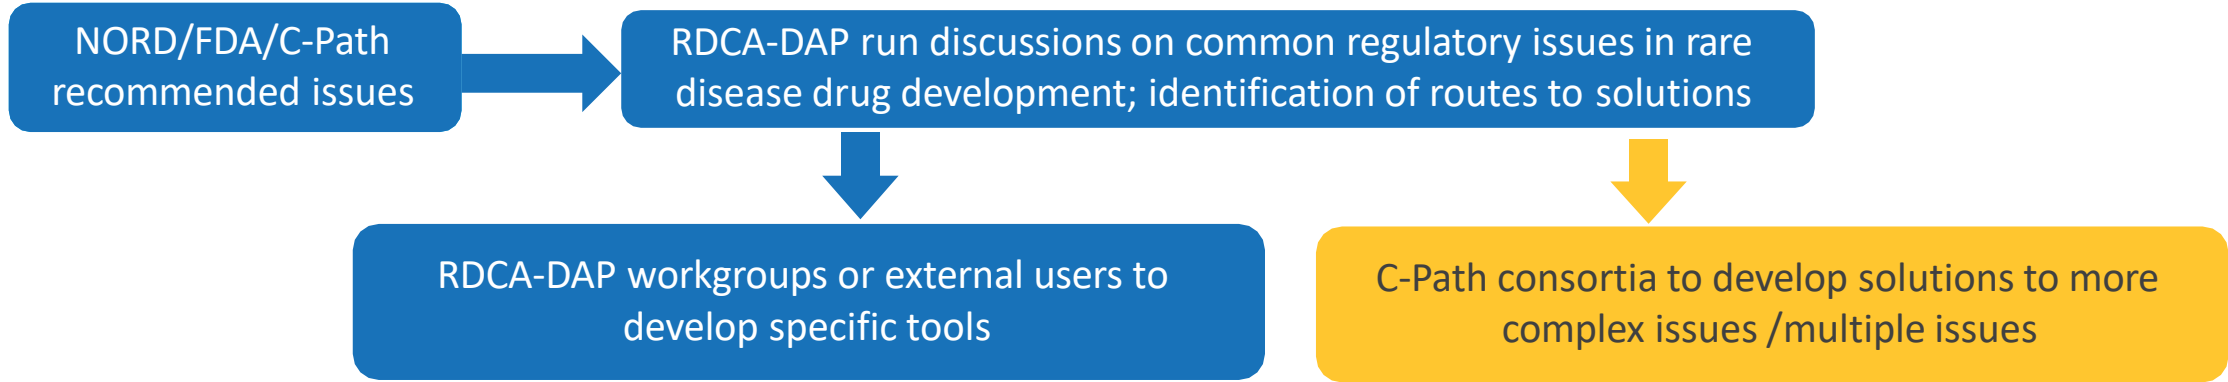 NORD/FDA/C-Path
recommended issues
RDCA-DAP run discussions on common regulatory issues in rare
disease drug development; identification of routes to solutions
RDCA-DAP workgroups or external users to
develop specific tools
C-Path consortia to develop solutions to more
complex issues /multiple issues